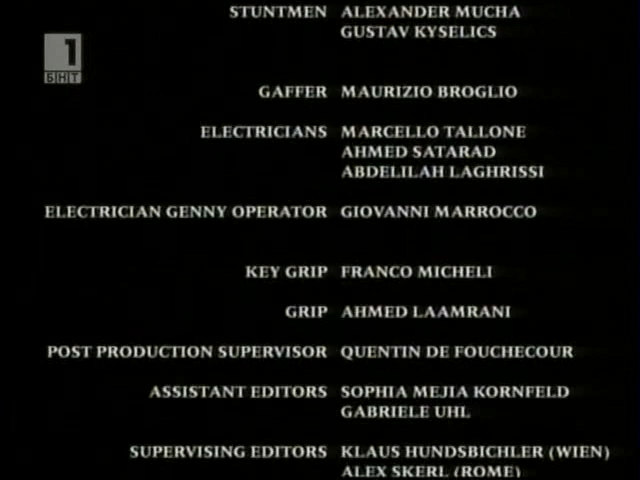 STUNTMEN ALEXANDER MUCHA
GUSTAV KYSELICS
1
БНТ
GAFFER MAURIZIO BROGLIO
ELECTRICIANS MARCELLO TALLONE
AHMED SATARAD
ABDELILAH LAGHRISSI
ELECTRICIAN GENNY OPERATOR GIOVANNI MARROCCO
KEY GRIP FRANCO MICHELI
GRIP AHMED LAAMRANI
POST PRODUCTION SUPERVISOR QUENTIN DE FOUCHECOUR
ASSISTANT EDITORS SOPHIA MEJIA KORNFELD
GABRIELE UHL
SUPERVISING EDITORS KLAUS HUNDSBICHLER (WIEN)
ALEX SKERL (ROME)